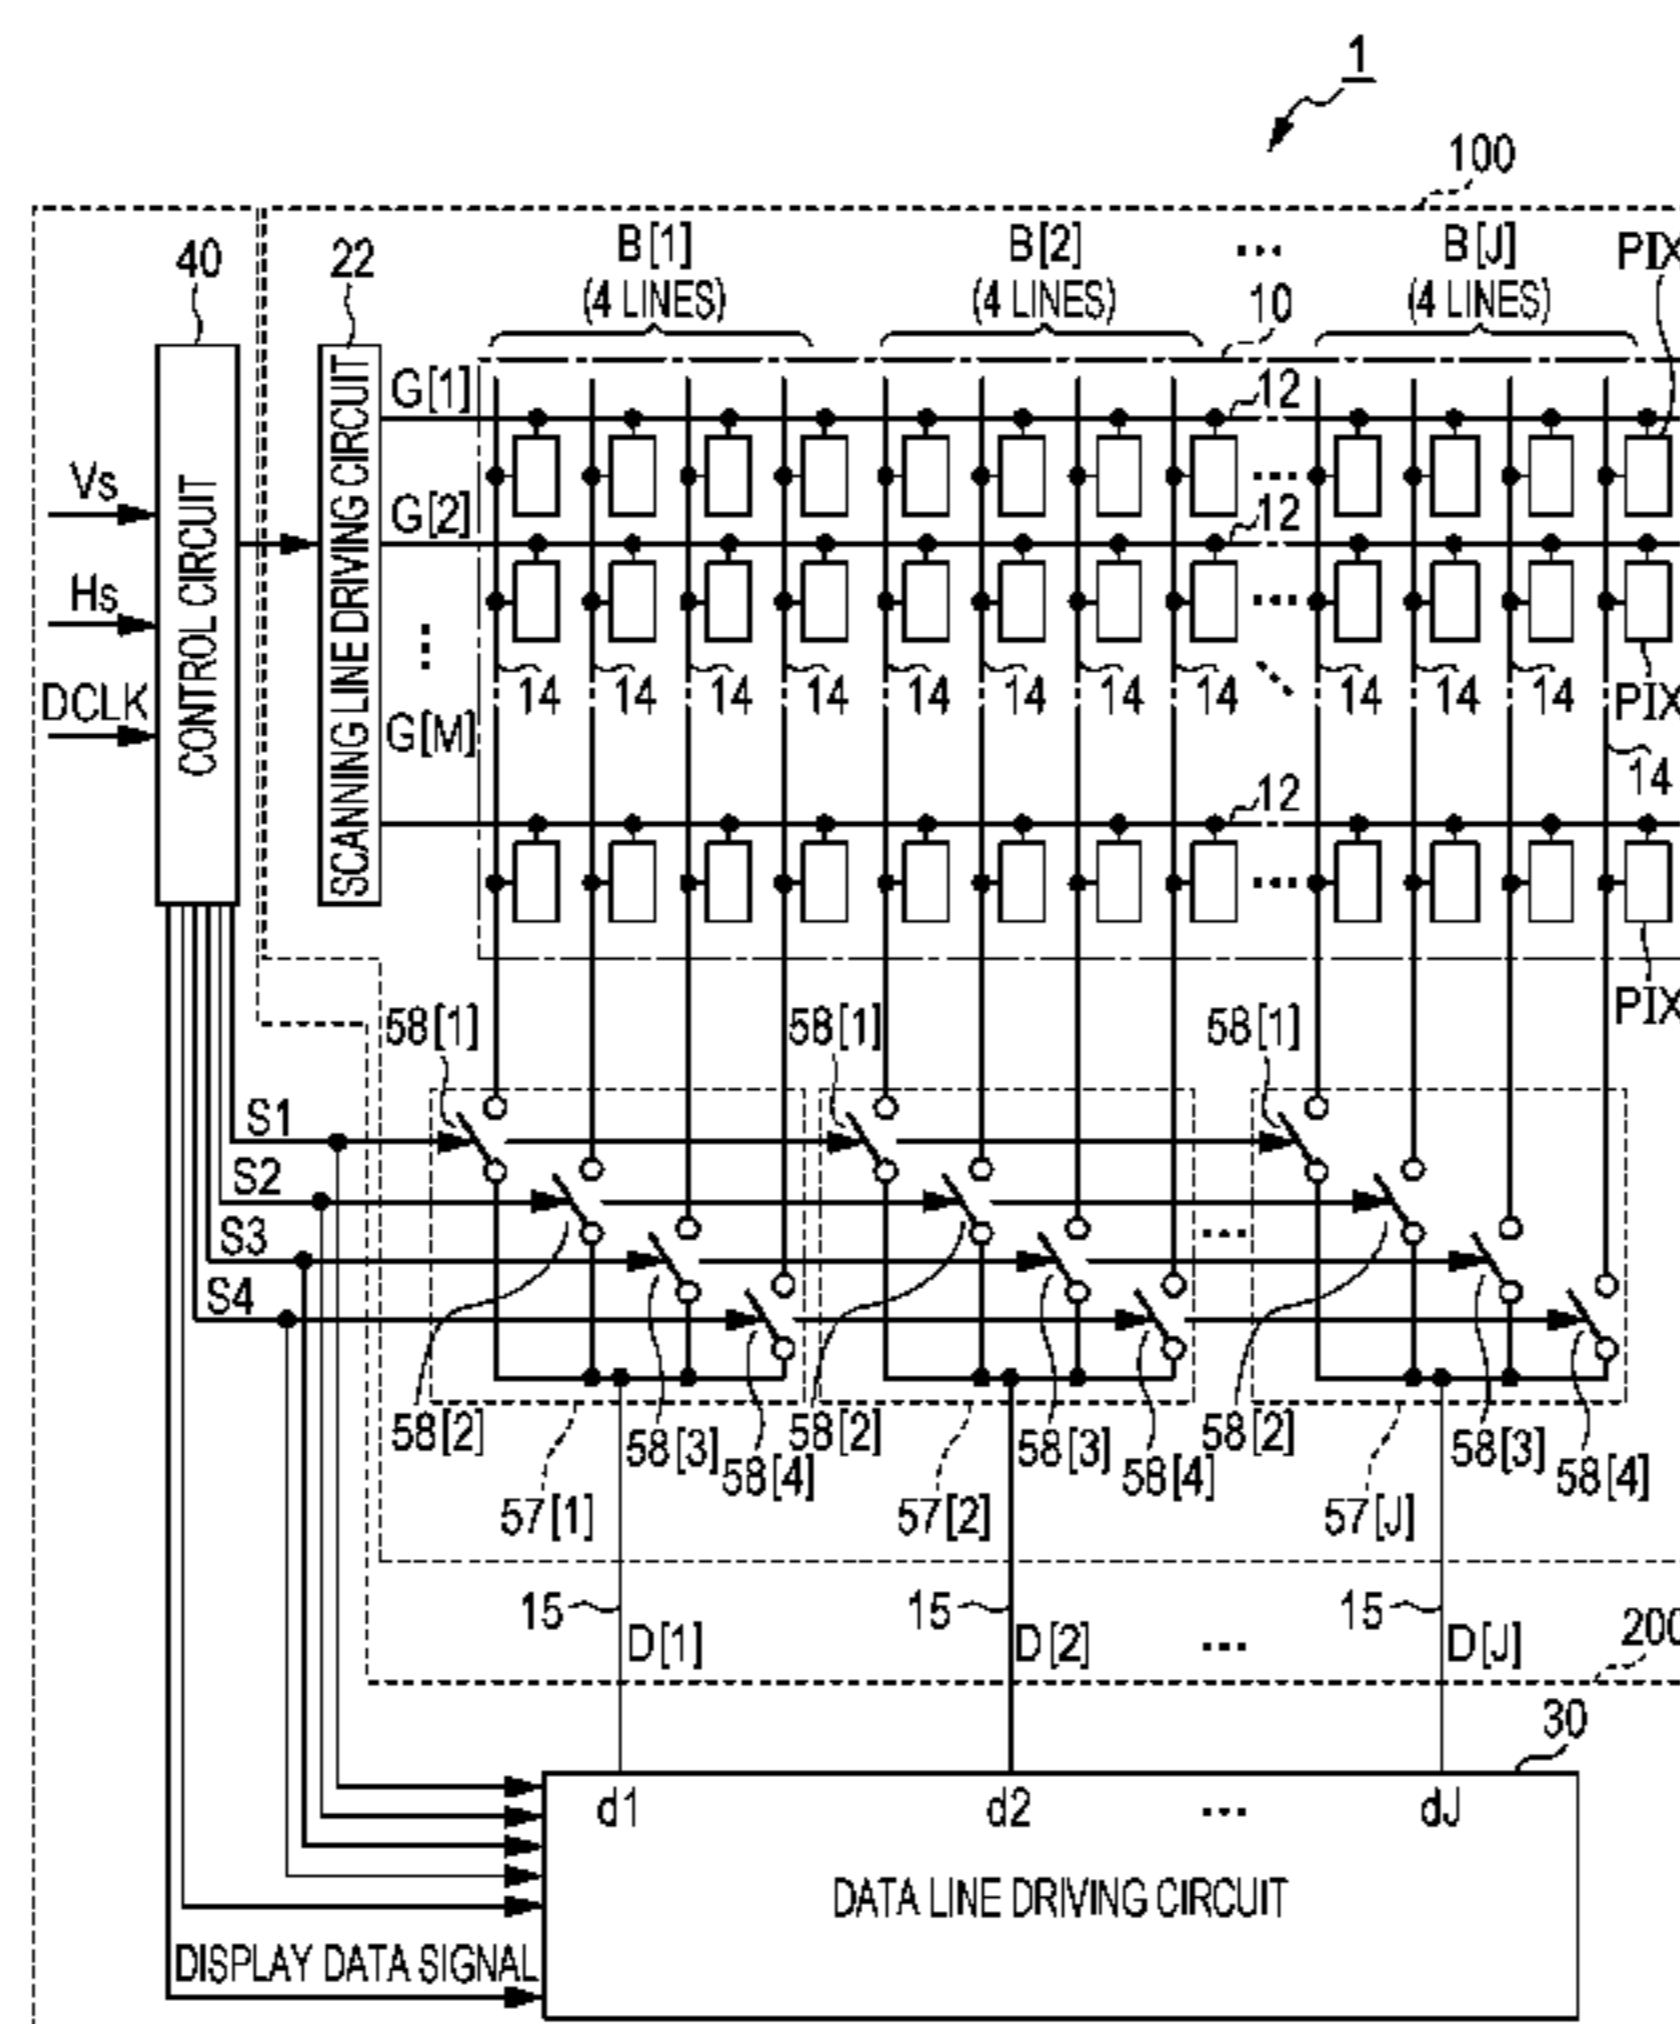 1
100
B[1] B[2] ... B[J] PIX
40 22
(4 LINES) (4 LINES) 10 (4 LINES)
CONTROL CIRCUIT
SCANNING LINE DRIVING CIRCUIT
G[1] 12
Vs
... 
G[2] 12
Hs
...
14 14 14 14 14 14 14 14 14 14 14 PIX
DCLK
G[M]
14
12
...
PIX
58[1] 58[1] 58[1]
S1
S2
S3 ...
S4
58[2] 58[3] 58[4] 58[2] 58[3] 58[4] 58[2] 58[3] 58[4]
57[1] 57[2] 57[J]
15 15 15
D[1] D[2] ... D[J] 200
30
d1 d2 ... dJ
DATA LINE DRIVING CIRCUIT
DISPLAY DATA SIGNAL